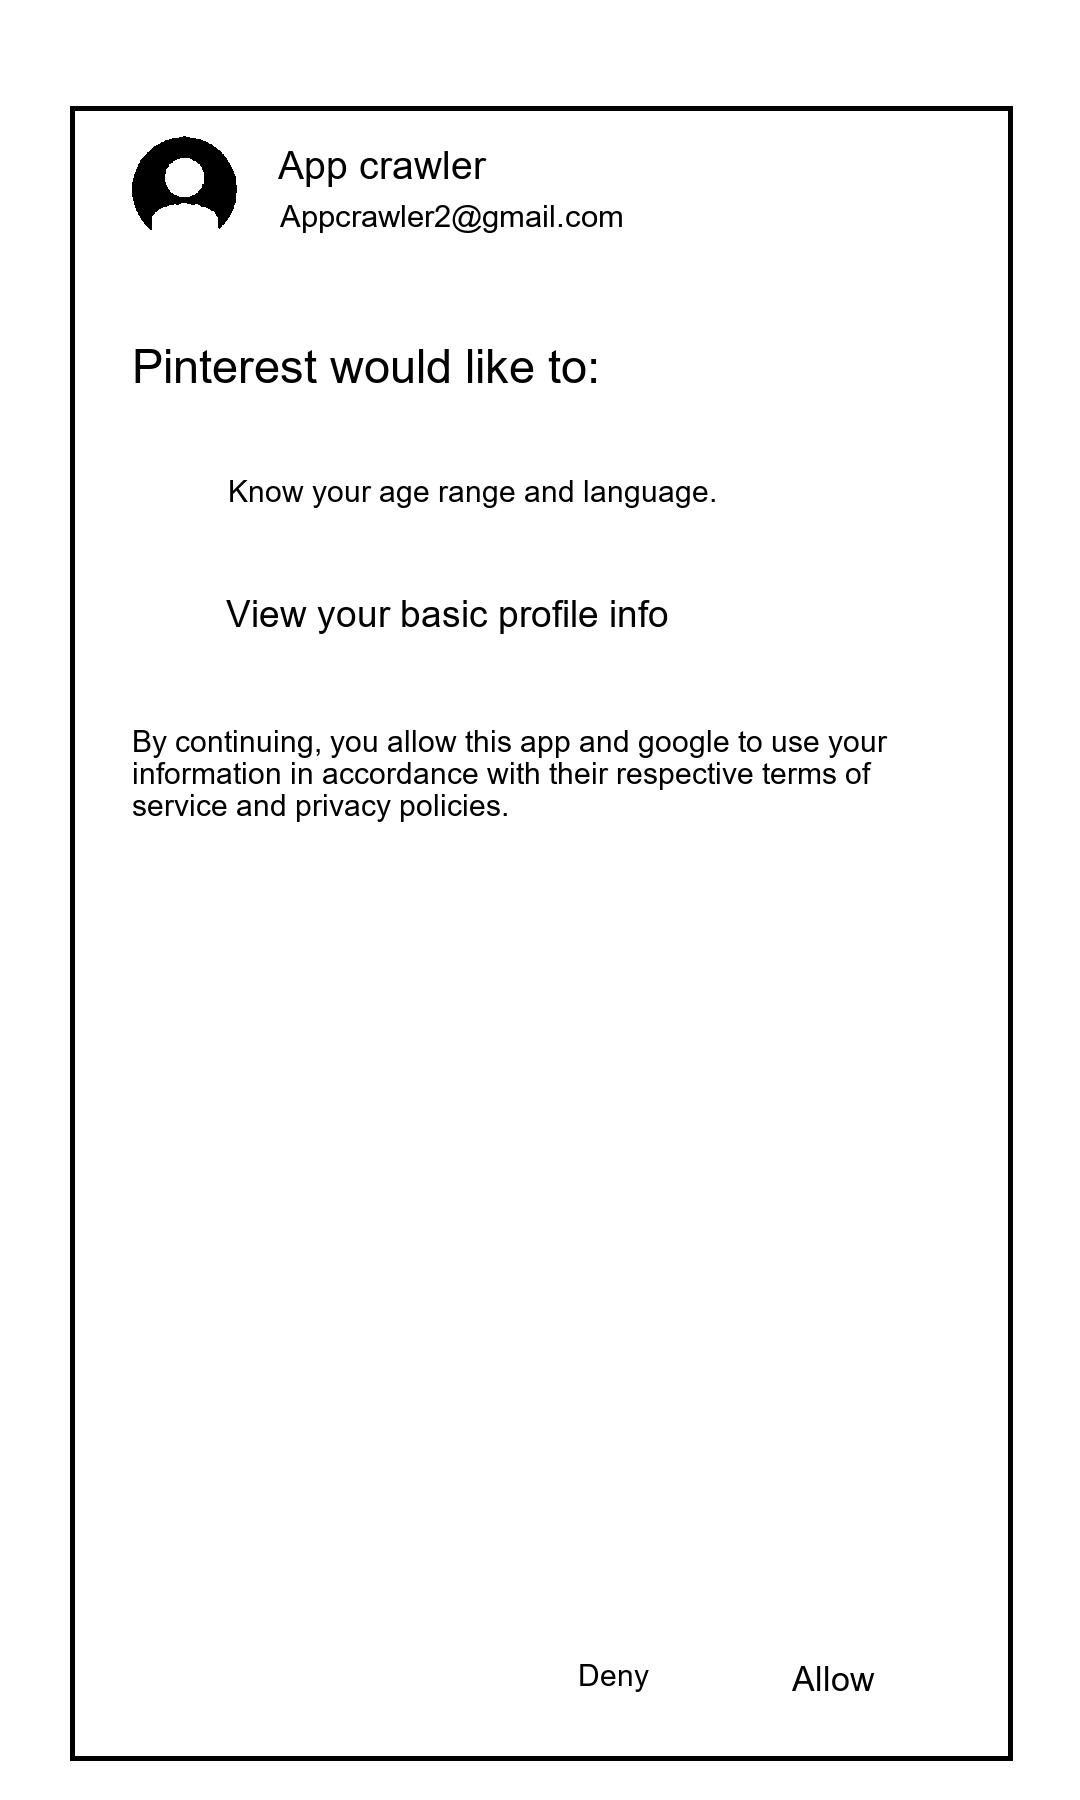 App crawler
Appcrawler2@gmail.com
Pinterest would like to:
Know your age range and language.
View your basic profile info
By continuing, you allow this app and google to use your
information in accordance with their respective terms of
service and privacy policies.
Deny
Allow